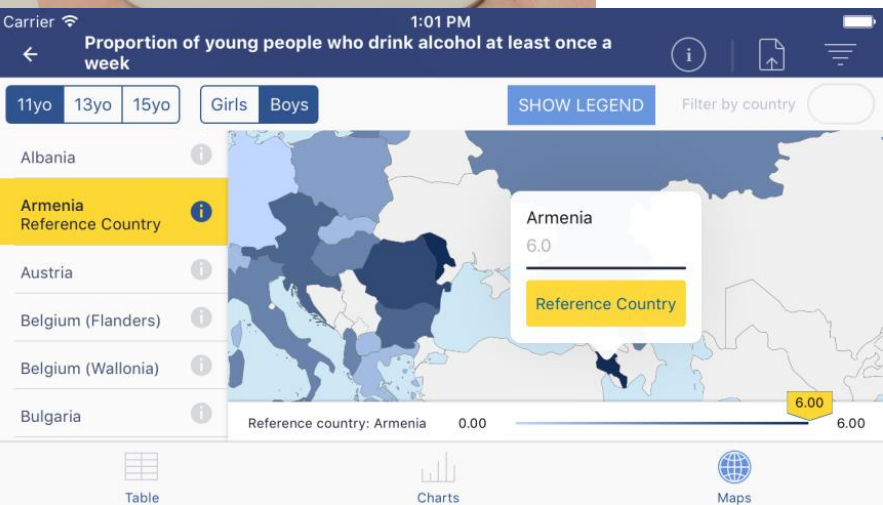 Carrier
1:01 PM
Proportion of young people who drink alcohol at least once a
week
i
11yo 13yo 15yo
Girls Boys
SHOW LEGEND
Filter by country
Albania
i
Armenia
Reference Country
i
Austria
i
Belgium (Flanders)
i
Belgium (Wallonia)
i
Bulgaria
i
Armenia
6.0
Reference Country
6.00
Reference country: Armenia 0.00 6.00
Table
Charts
Maps